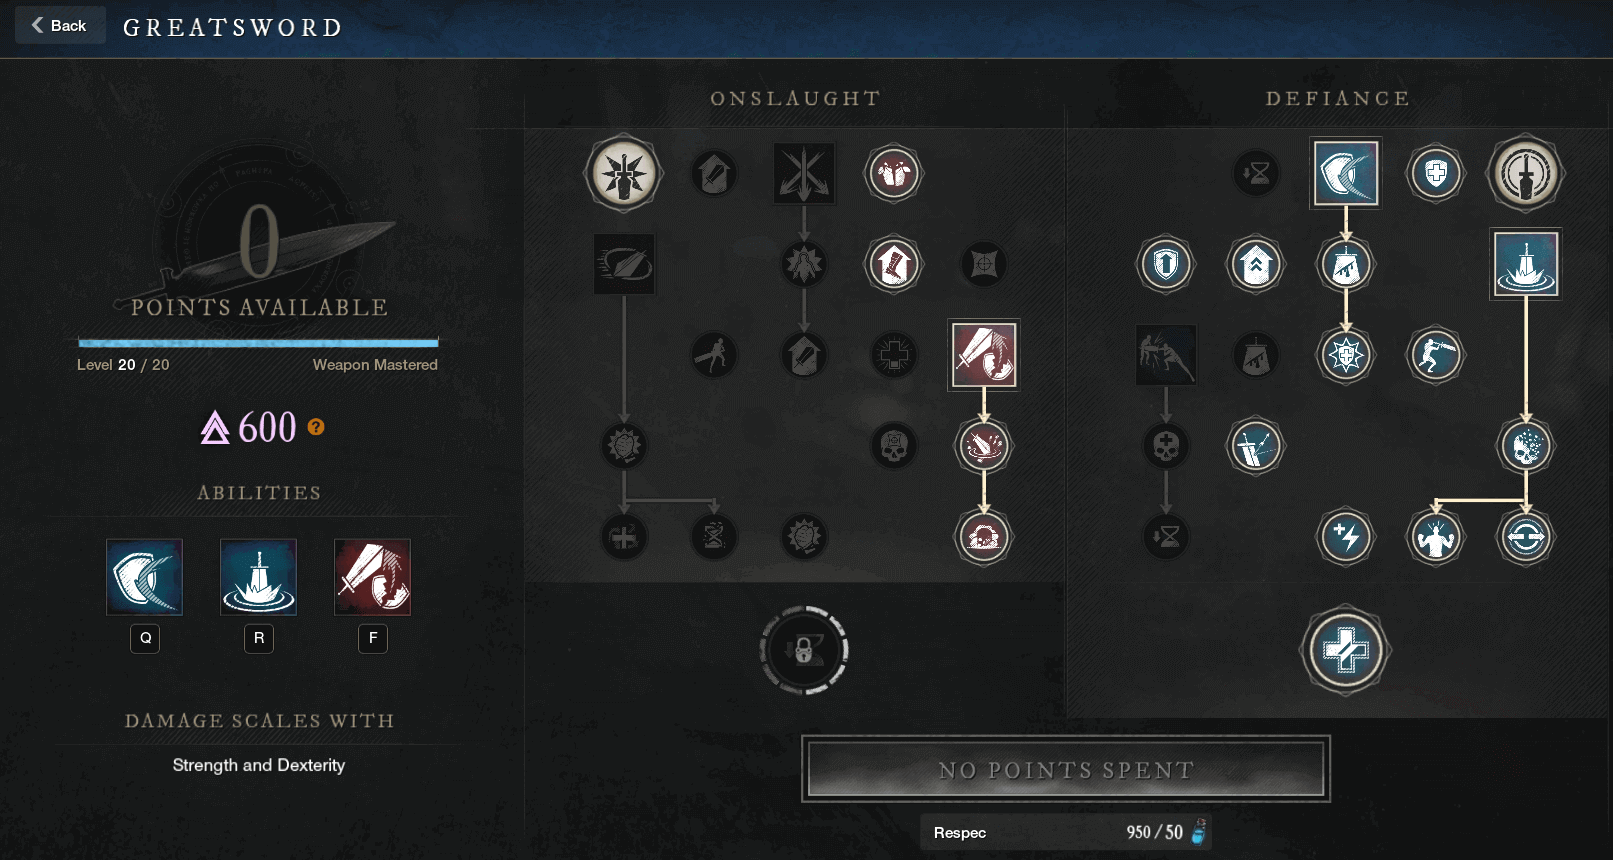 Back
GREATSWORD
ONSLAUGHT
DEFIANCE
0
POINTS AVAILABLE
Level 20 / 20
Weapon Mastered
600 ?
ABILITIES
Q
R
F
DAMAGE SCALES WITH
Strength and Dexterity
NO POINTS SPENT
Respec
950 / 50